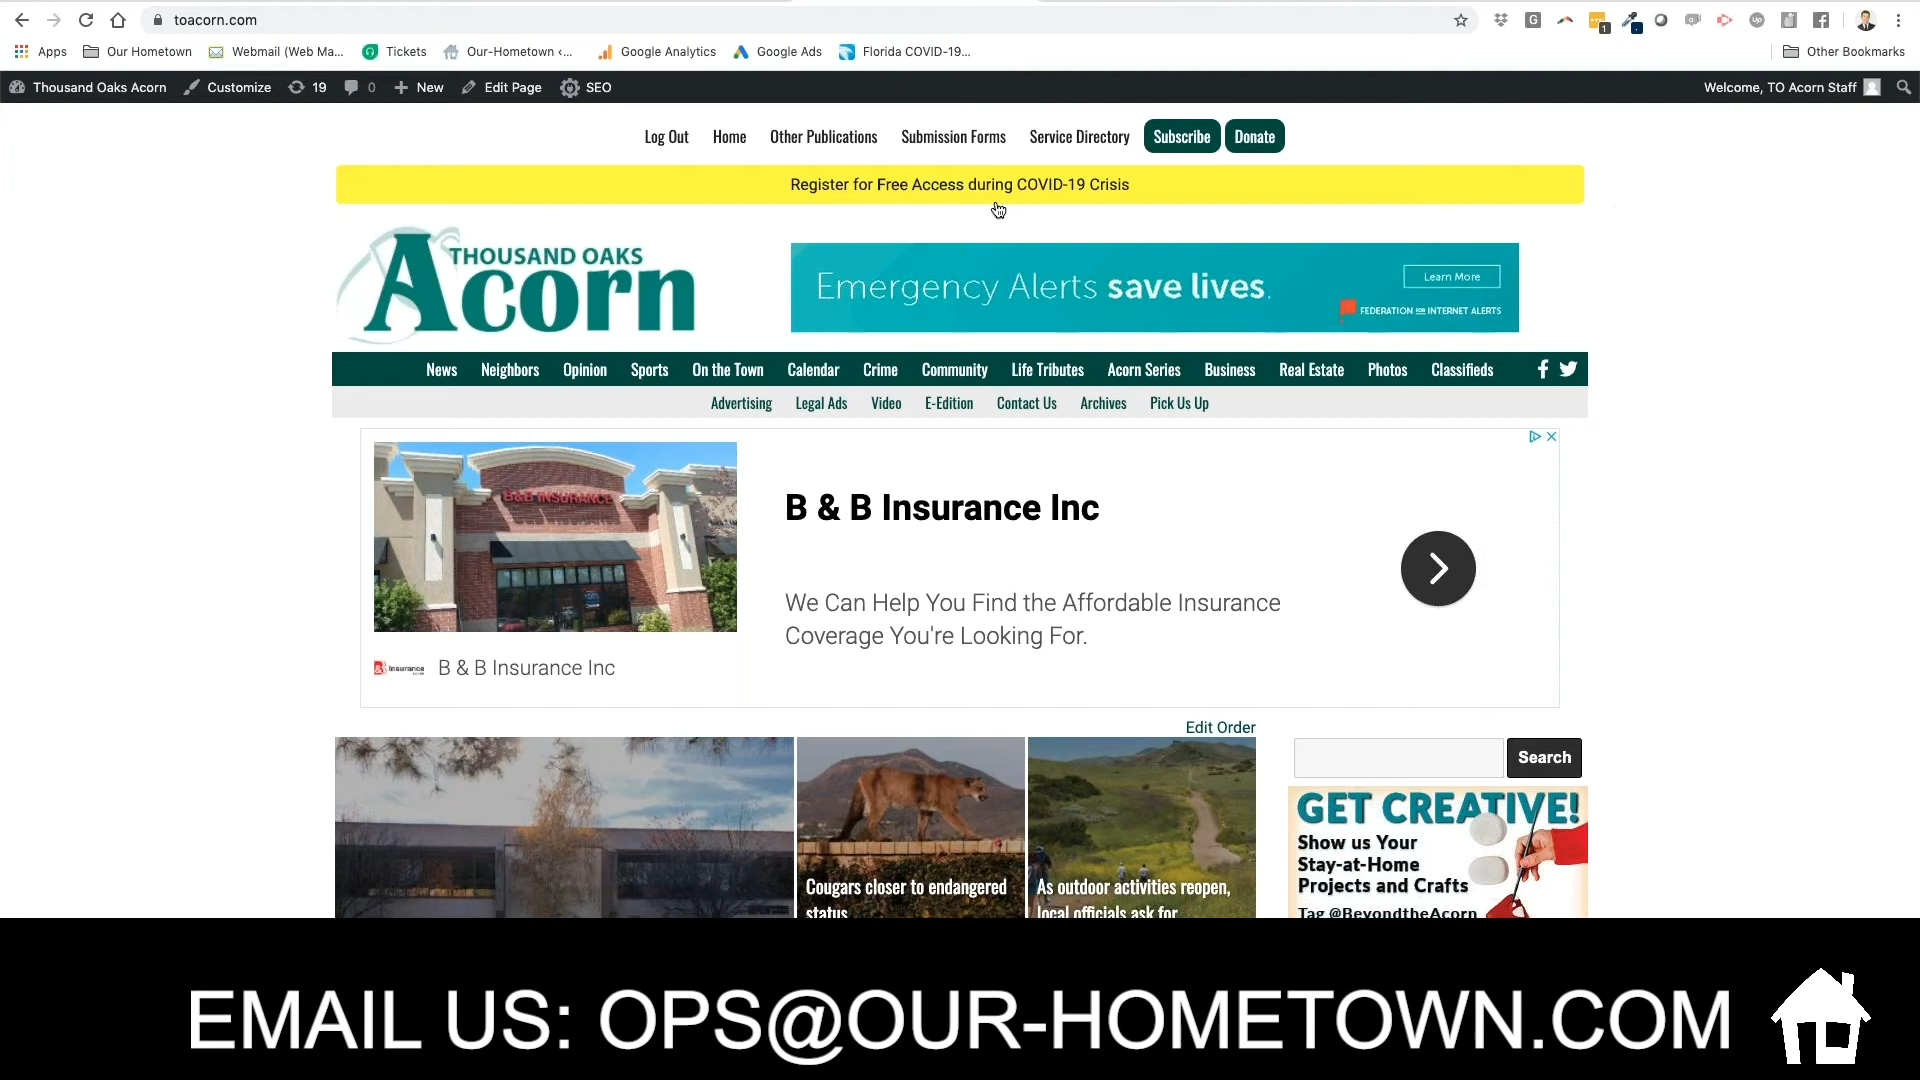 toacorn.com
Apps Our Hometown Webmail (Web Ma... Tickets Our-Hometown ‹... Google Analytics Google Ads Florida COVID-19... Other Bookmarks
Thousand Oaks Acorn Customize 19 0 New Edit Page SEO Welcome, TO Acorn Staff
Log Out Home Other Publications Submission Forms Service Directory Subscribe Donate
Register for Free Access during COVID-19 Crisis
THOUSAND OAKS
Acorn
Emergency Alerts save lives.
Learn More
FEDERATION FOR INTERNET ALERTS
News Neighbors Opinion Sports On the Town Calendar Crime Community Life Tributes Acorn Series Business Real Estate Photos Classifieds
Advertising Legal Ads Video E-Edition Contact Us Archives Pick Us Up
B&B INSURANCE
B & B Insurance Inc
We Can Help You Find the Affordable Insurance
Coverage You're Looking For.
B & B Insurance Inc
Edit Order
Search
Cougars closer to endangered
status
As outdoor activities reopen,
local officials ask for
GET CREATIVE!
Show us Your
Stay-at-Home
Projects and Crafts
Tag @BeyondtheAcorn
EMAIL US: OPS@OUR-HOMETOWN.COM